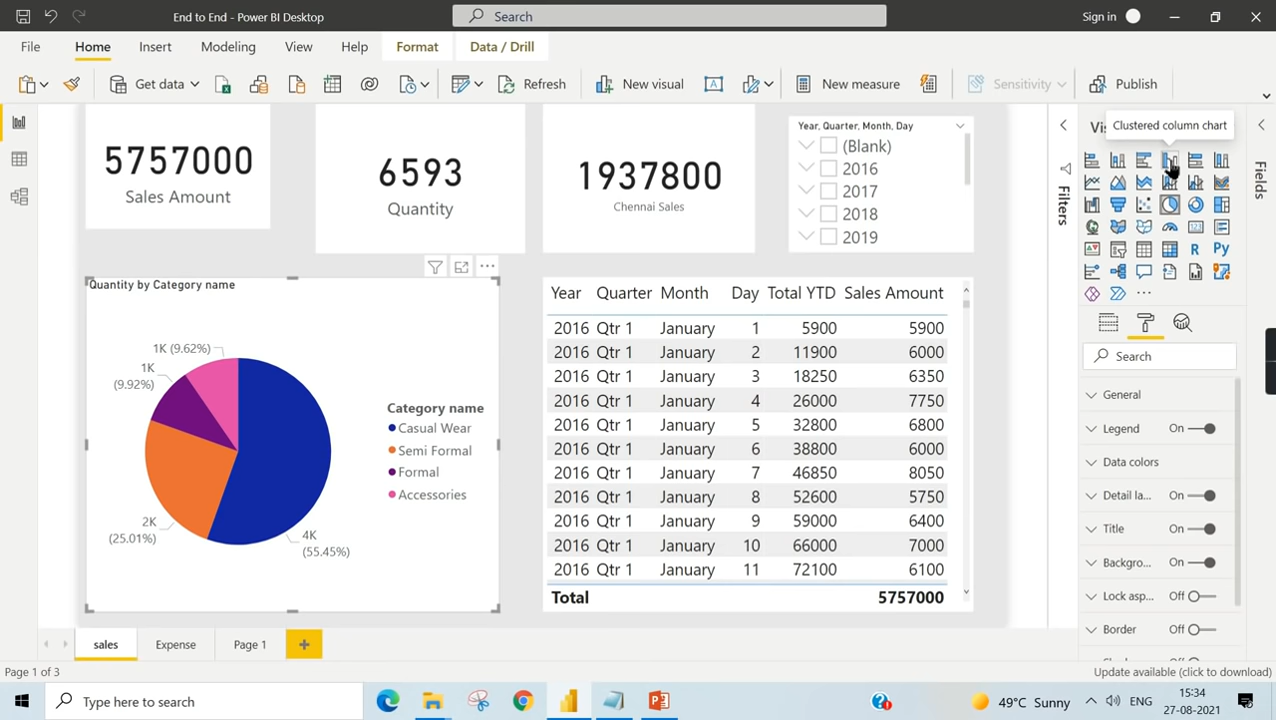 End to End - Power BI Desktop
Search
Sign in
File
Home
Insert
Modeling
View
Help
Format
Data / Drill
Get data
Refresh
New visual
New measure
Sensitivity
Publish
Clustered column chart
5757000
Sales Amount
6593
Quantity
1937800
Chennai Sales
Year, Quarter, Month, Day
(Blank)
2016
2017
2018
2019
Filters
Fields
R
Py
Search
General
Legend On
Data colors
Detail la... On
Title On
Backgro... On
Lock asp... Off
Border Off
Quantity by Category name
1K (9.62%)
1K
(9.92%)
2K
(25.01%)
4K
(55.45%)
Category name
Casual Wear
Semi Formal
Formal
Accessories
Year Quarter Month Day Total YTD Sales Amount
2016 Qtr 1 January 1 5900 5900
2016 Qtr 1 January 2 11900 6000
2016 Qtr 1 January 3 18250 6350
2016 Qtr 1 January 4 26000 7750
2016 Qtr 1 January 5 32800 6800
2016 Qtr 1 January 6 38800 6000
2016 Qtr 1 January 7 46850 8050
2016 Qtr 1 January 8 52600 5750
2016 Qtr 1 January 9 59000 6400
2016 Qtr 1 January 10 66000 7000
2016 Qtr 1 January 11 72100 6100
Total 5757000
sales
Expense
Page 1
Page 1 of 3
Update available (click to download)
Type here to search
49°C Sunny
ENG
15:34
27-08-2021